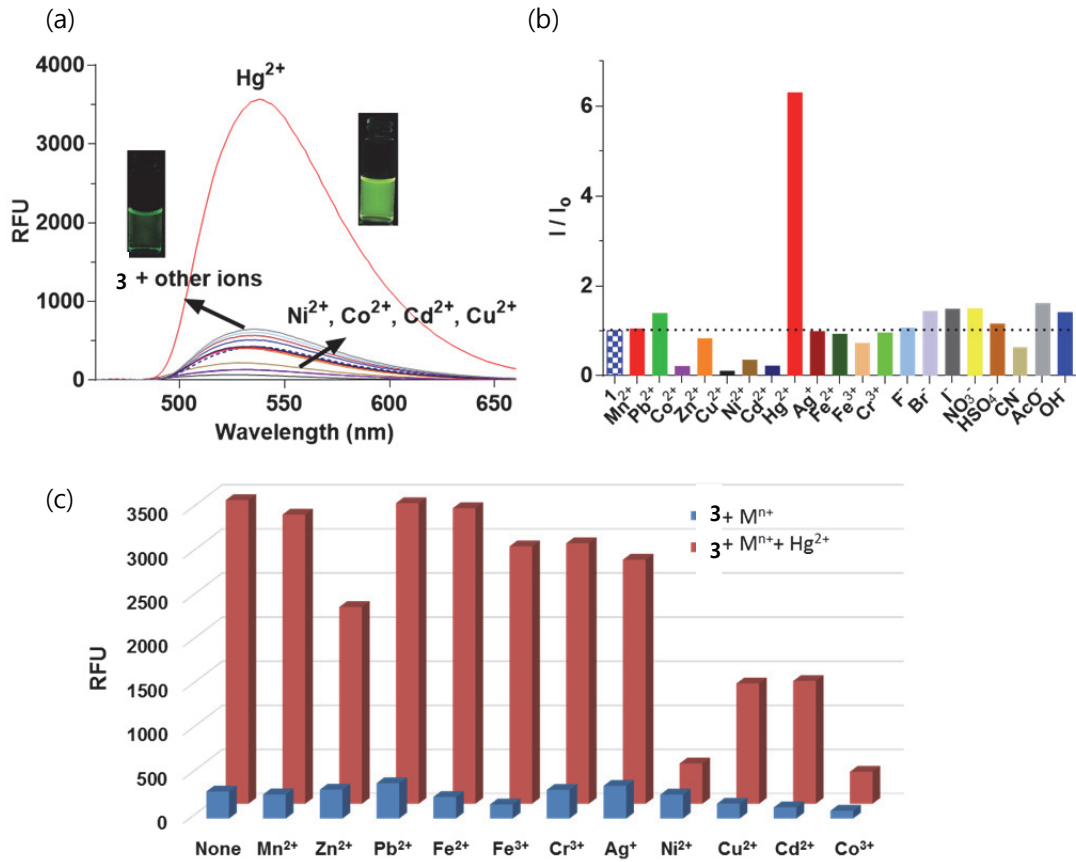 (a)
(b)
4000
3000
2000
1000
0
RFU
Hg²⁺
3 + other ions
Ni²⁺, Co²⁺, Cd²⁺, Cu²⁺
500
550
600
650
Wavelength (nm)
6
4
2
0
I / Iₒ
1
Mn²⁺
Pb²⁺
Co²⁺
Zn²⁺
Cu²⁺
Ni²⁺
Cd²⁺
Hg²⁺
Ag⁺
Fe²⁺
Fe³⁻
Cr³⁺
F⁻
Br⁻
I⁻
NO₃⁻
HSO₄⁻
CN⁻
AcO⁻
OH⁻
(c)
3500
3000
2500
2000
1500
1000
500
0
RFU
3 + Mⁿ⁺
3 + Mⁿ⁺ + Hg²⁺
None Mn²⁺ Zn²⁺ Pb²⁺ Fe²⁺ Fe³⁺ Cr³⁺ Ag⁺ Ni²⁺ Cu²⁺ Cd²⁺ Co³⁺